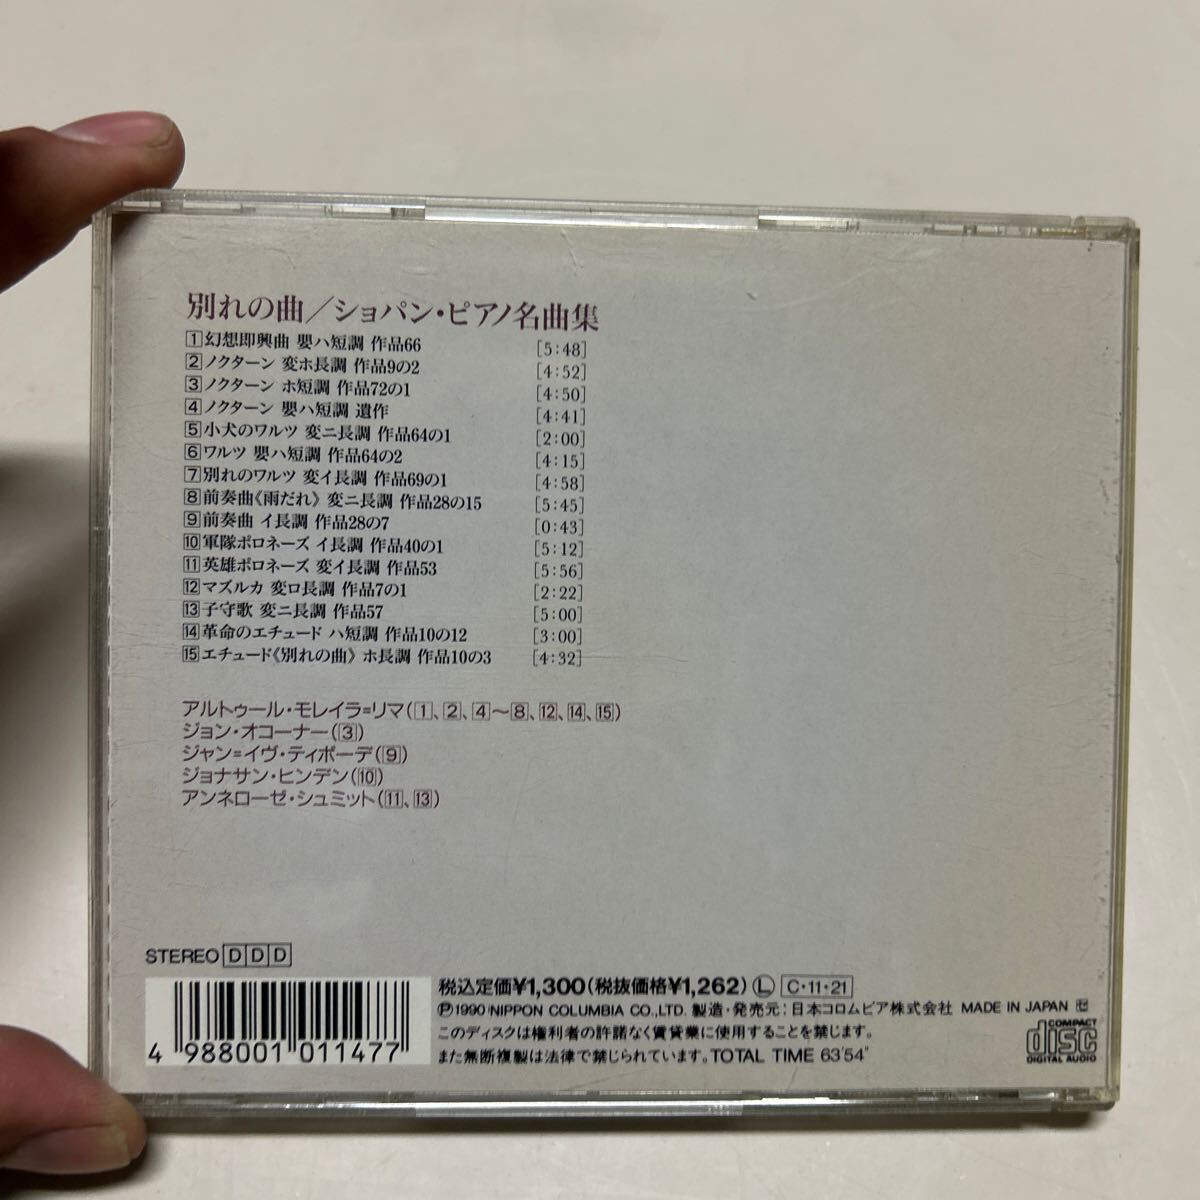 別れの曲／ショパン・ピアノ名曲集
1 幻想即興曲 嬰ハ短調 作品66 [5:48]
2 ノクターン 変ホ長調 作品9の2 [4:52]
3 ノクターン ホ短調 作品72の1 [4:50]
4 ノクターン 嬰ハ短調 遺作 [4:41]
5 小犬のワルツ 変ニ長調 作品64の1 [2:00]
6 ワルツ 嬰ハ短調 作品64の2 [4:15]
7 別れのワルツ 変イ長調 作品69の1 [4:58]
8 前奏曲《雨だれ》 変ニ長調 作品28の15 [5:45]
9 前奏曲 イ長調 作品28の7 [0:43]
10 軍隊ポロネーズ イ長調 作品40の1 [5:12]
11 英雄ポロネーズ 変イ長調 作品53 [5:56]
12 マズルカ 変ロ長調 作品7の1 [2:22]
13 子守歌 変ニ長調 作品57 [5:00]
14 革命のエチュード ハ短調 作品10の12 [3:00]
15 エチュード《別れの曲》 ホ長調 作品10の3 [4:32]
アルトゥール・モレイラ=リマ(1、2、4〜8、12、14、15)
ジョン・オコーナー(3)
ジャン=イヴ・ティボーデ(9)
ジョナサン・ヒンデン(10)
アンネローゼ・シュミット(11、13)
STEREO D D D
税込定価¥1,300(税抜価格¥1,262) Ⓛ C・11・21
Ⓟ1990 NIPPON COLUMBIA CO.,LTD. 製造・発売元：日本コロムビア株式会社 MADE IN JAPAN
このディスクは権利者の許諾なく賃貸業に使用することを禁じます。
また無断複製は法律で禁じられています。TOTAL TIME 63'54"
4 988001 011477
COMPACT
disc
DIGITAL AUDIO